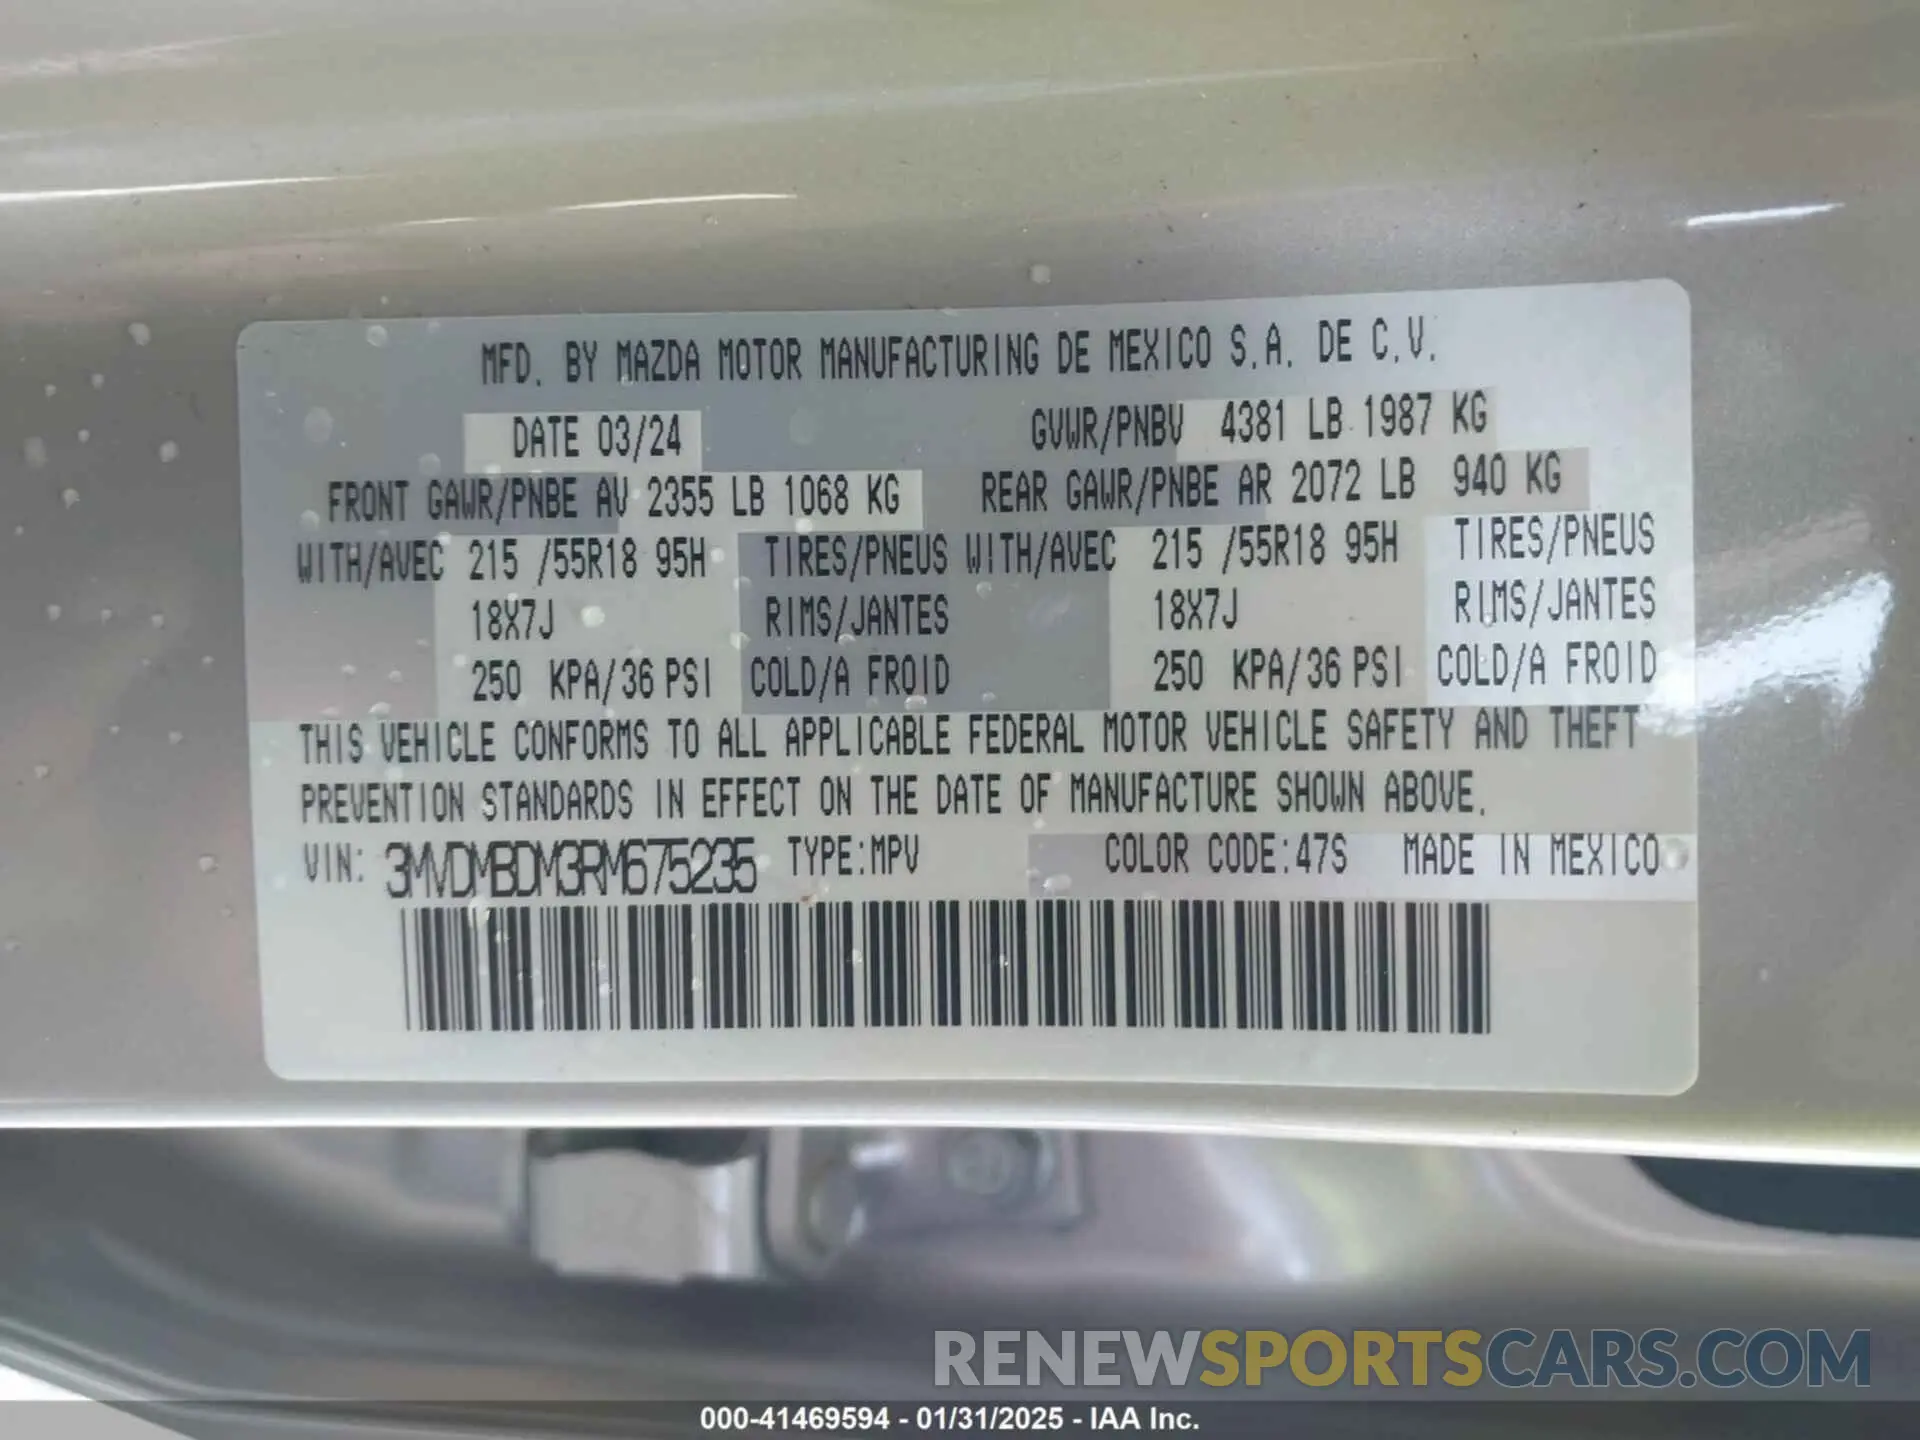 MFD. BY MAZDA MOTOR MANUFACTURING DE MEXICO S.A. DE C.V.
DATE 03/24 GVWR/PNBV 4381 LB 1987 KG
FRONT GAWR/PNBE AV 2355 LB 1068 KG REAR GAWR/PNBE AR 2072 LB 940 KG
WITH/AVEC 215 /55R18 95H TIRES/PNEUS WITH/AVEC 215 /55R18 95H TIRES/PNEUS
18X7J RIMS/JANTES 18X7J RIMS/JANTES
250 KPA/36 PSI COLD/A FROID 250 KPA/36 PSI COLD/A FROID
THIS VEHICLE CONFORMS TO ALL APPLICABLE FEDERAL MOTOR VEHICLE SAFETY AND THEFT
PREVENTION STANDARDS IN EFFECT ON THE DATE OF MANUFACTURE SHOWN ABOVE.
VIN: 3MVDMBDM3RM675235 TYPE:MPV COLOR CODE:47S MADE IN MEXICO
RENEWSPORTSCARS.COM
000-41469594 - 01/31/2025 - IAA Inc.